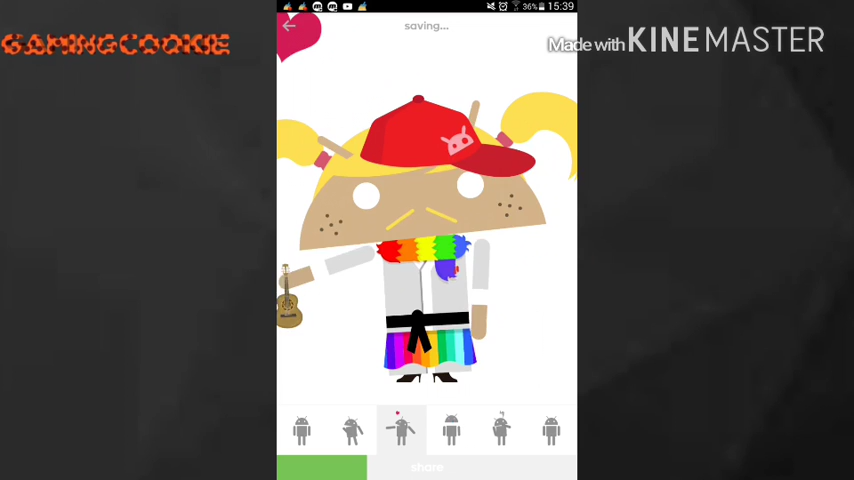 36% 15:39
saving...
GAMINGCOOKIE
Made with KINEMASTER
share